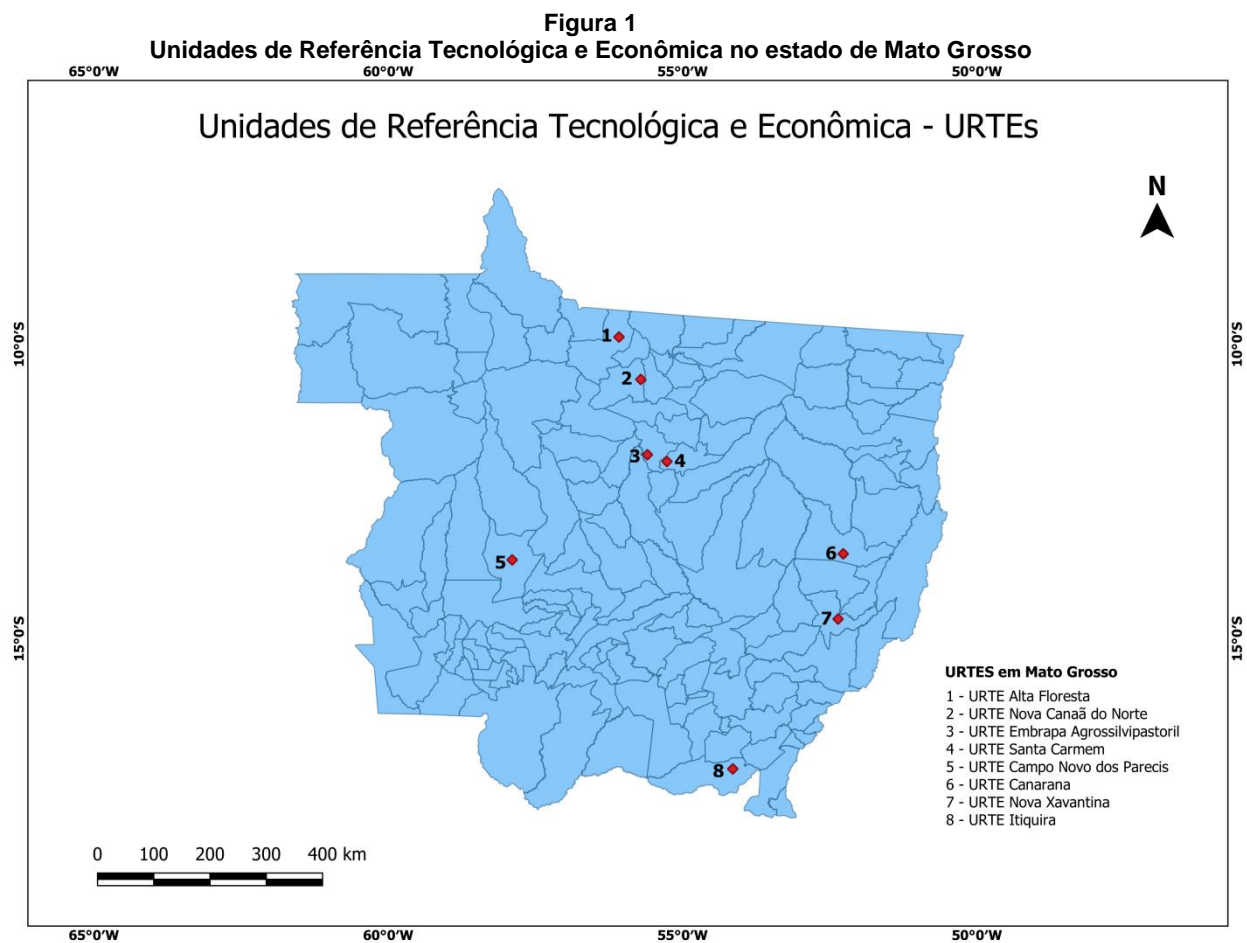 Figura 1
Unidades de Referência Tecnológica e Econômica no estado de Mato Grosso
65°0'W 60°0'W 55°0'W 50°0'W
Unidades de Referência Tecnológica e Econômica - URTEs
N
10°0'S 10°0'S
1
2
3 4
5
6
7
8
15°0'S 15°0'S
URTES em Mato Grosso
1 - URTE Alta Floresta
2 - URTE Nova Canaã do Norte
3 - URTE Embrapa Agrossilvipastoril
4 - URTE Santa Carmem
5 - URTE Campo Novo dos Parecis
6 - URTE Canarana
7 - URTE Nova Xavantina
8 - URTE Itiquira
0 100 200 300 400 km
65°0'W 60°0'W 55°0'W 50°0'W